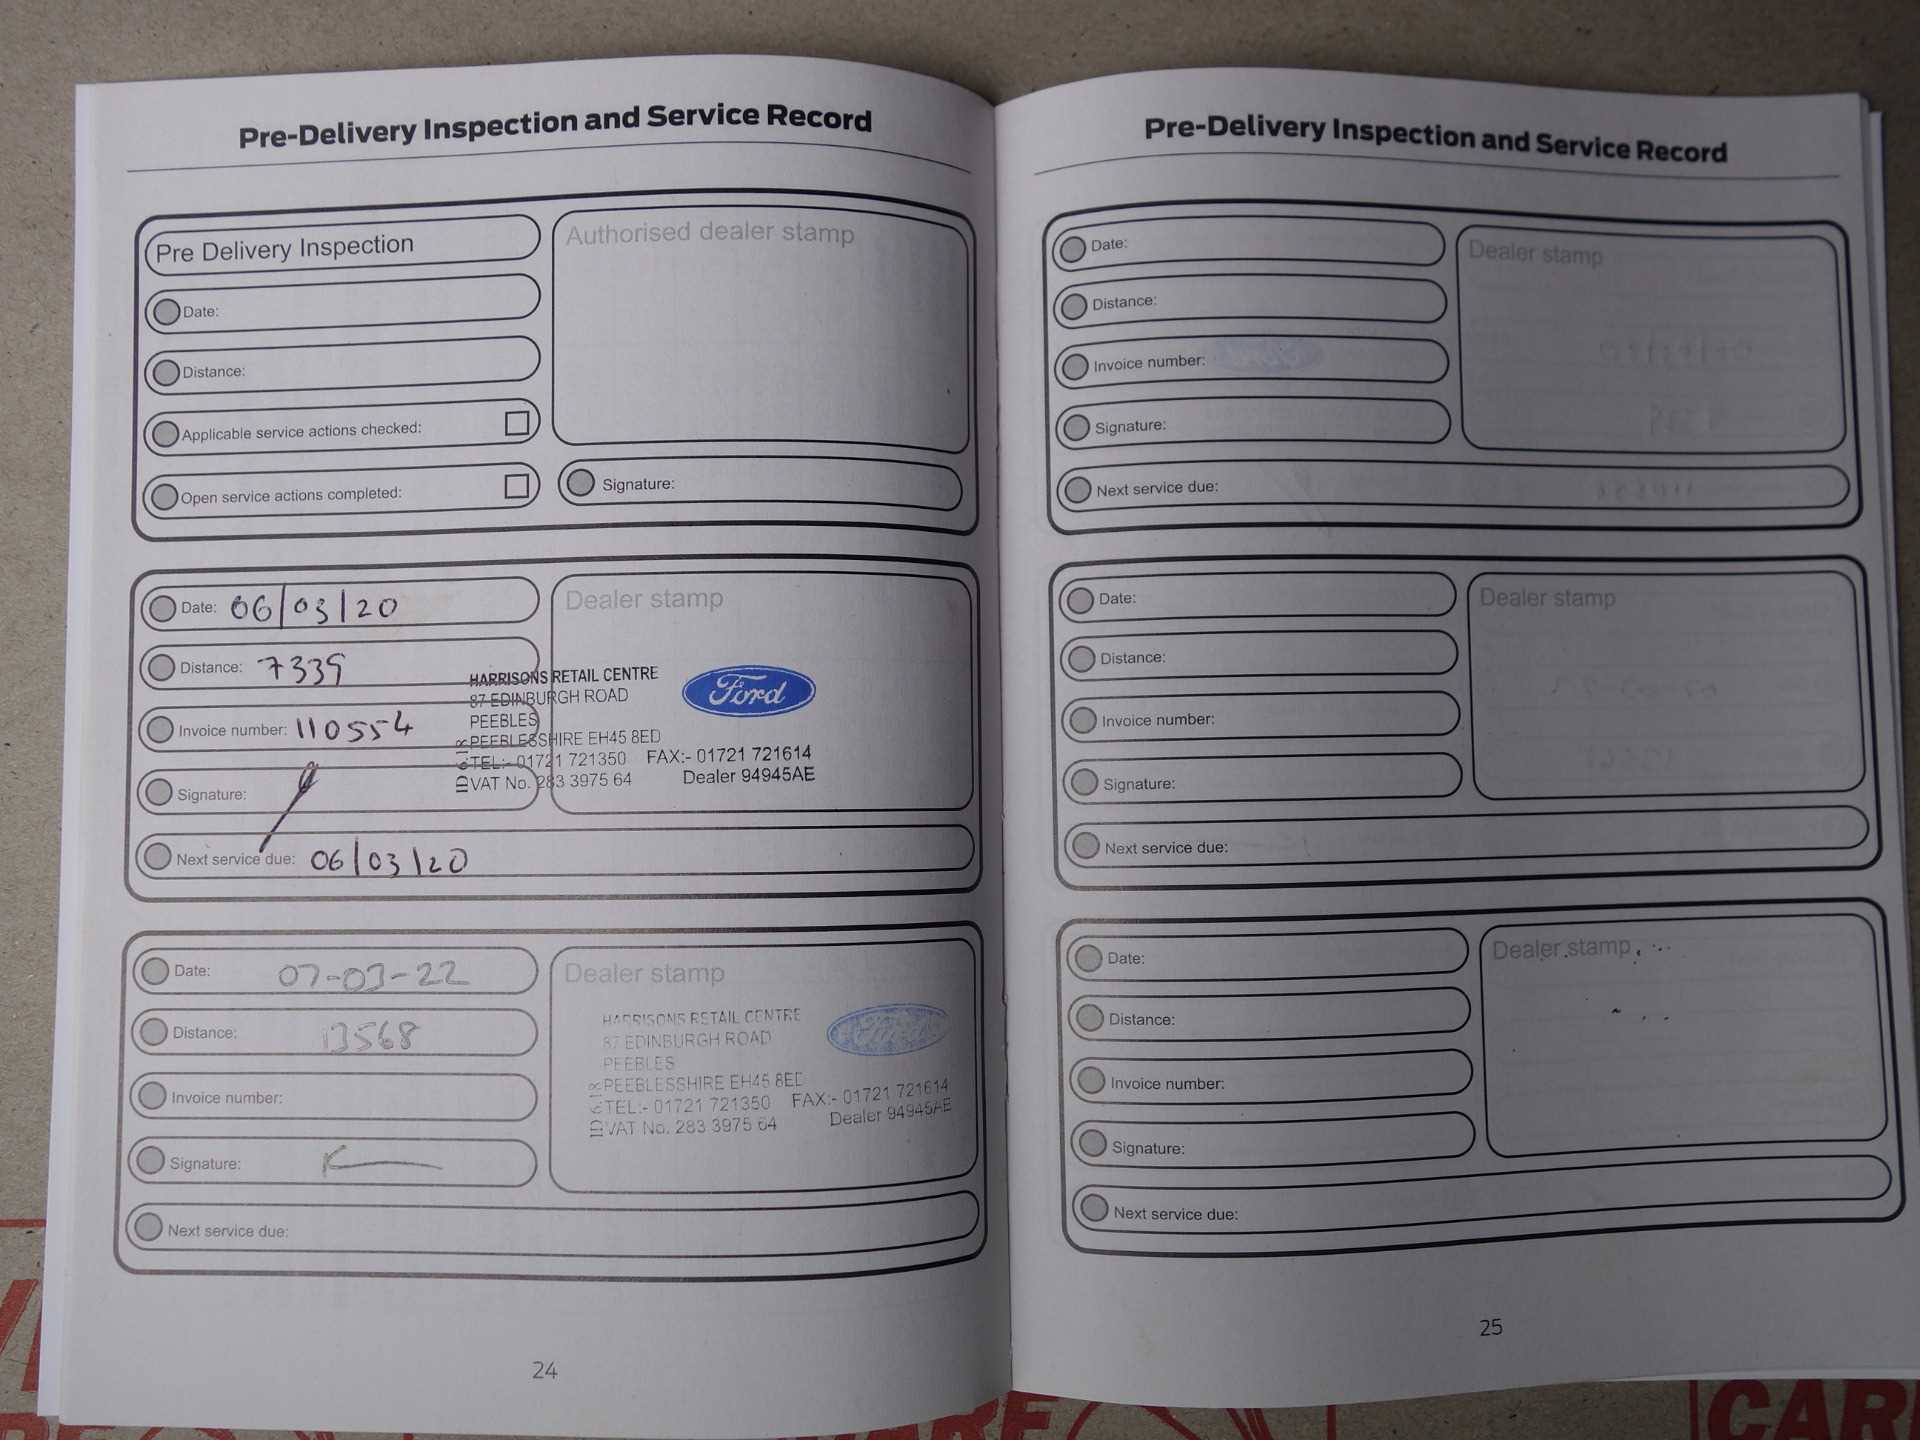 Pre-Delivery Inspection and Service Record
Pre Delivery Inspection
Authorised dealer stamp
Date:
Distance:
Applicable service actions checked:
Open service actions completed:
Signature:
Date: 06/03/20
Dealer stamp
Distance: 7339
HARRISONS RETAIL CENTRE
87 EDINBURGH ROAD
PEEBLES
PEEBLESSHIRE EH45 8ED
TEL:- 01721 721350 FAX:- 01721 721614
VAT No. 283 3975 64 Dealer 94945AE
Ford
Invoice number: 110554
Signature:
Next service due: 06/03/20
Date: 07-03-22
Dealer stamp
Distance: 13568
HARRISONS RETAIL CENTRE
87 EDINBURGH ROAD
PEEBLES
PEEBLESSHIRE EH45 8ED
TEL:- 01721 721350 FAX:- 01721 721614
VAT No. 283 3975 64 Dealer 94945AE
Ford
Invoice number:
Signature:
Next service due:
24
Pre-Delivery Inspection and Service Record
Date:
Dealer stamp
Distance:
Invoice number:
Signature:
Next service due:
Date:
Dealer stamp
Distance:
Invoice number:
Signature:
Next service due:
Date:
Dealer stamp
Distance:
Invoice number:
Signature:
Next service due:
25